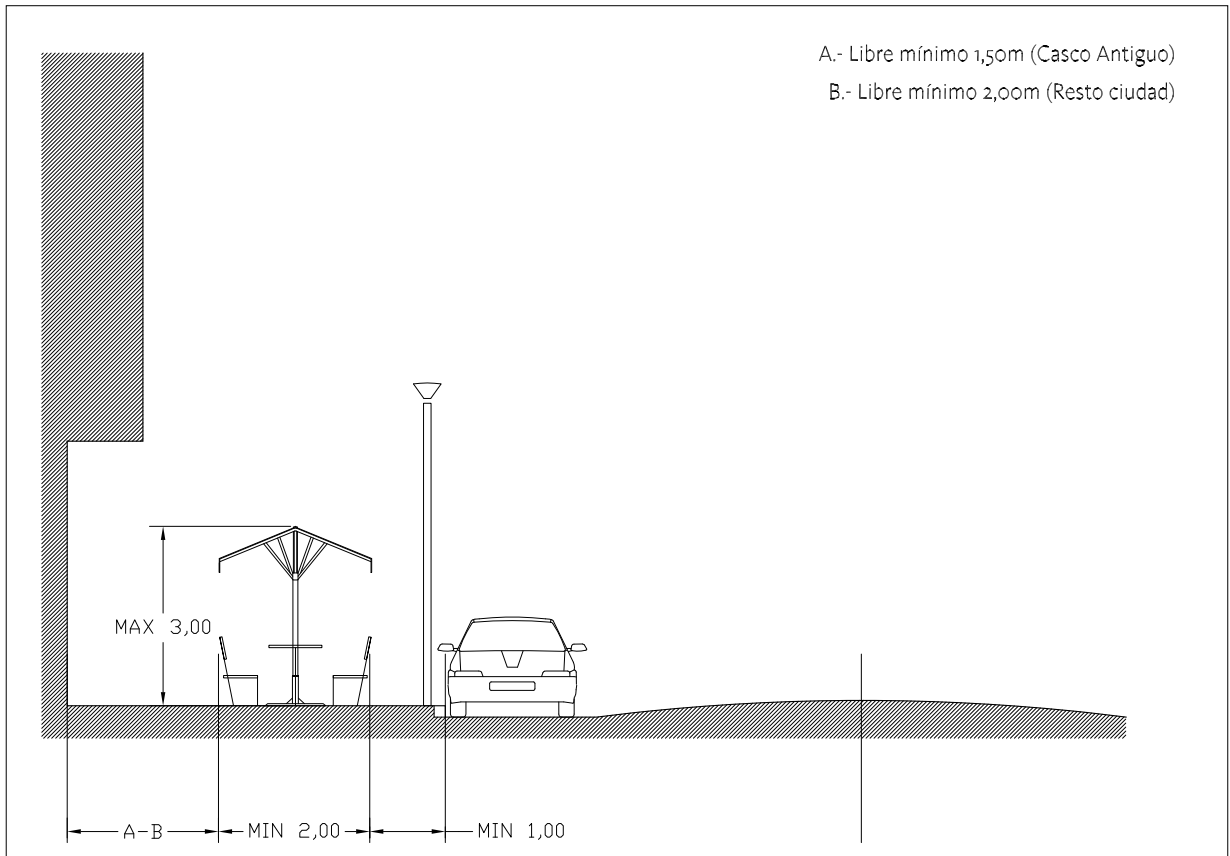 A.- Libre mínimo 1,50m (Casco Antiguo)
B.- Libre mínimo 2,00m (Resto ciudad)
MAX 3,00
A-B
MIN 2,00
MIN 1,00